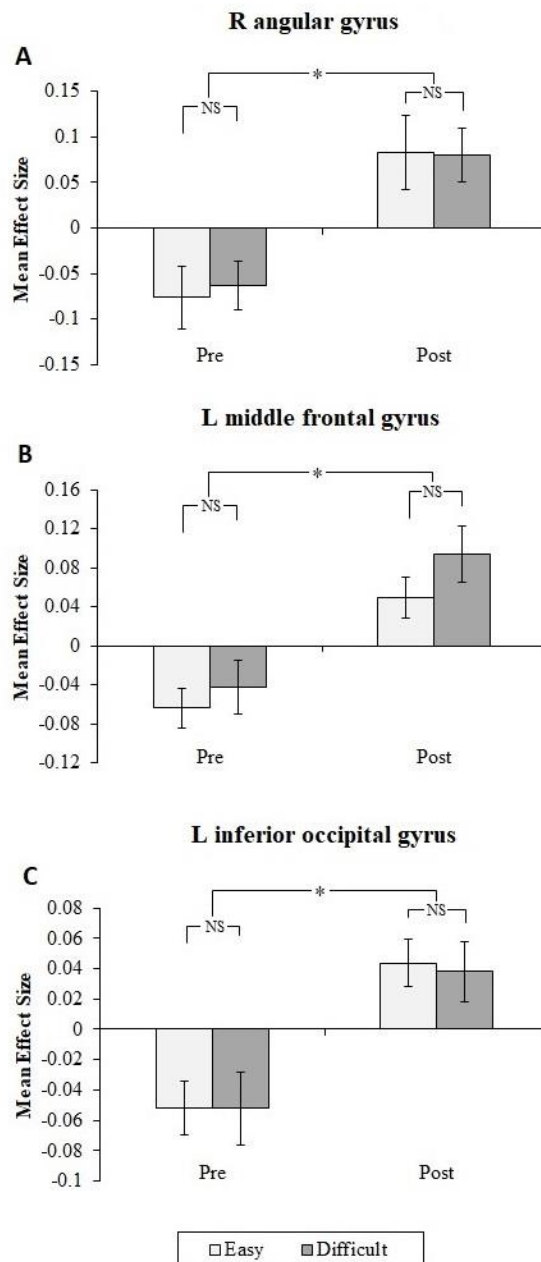 R angular gyrus
A
*
NS
NS
0.15
0.1
0.05
0
-0.05
-0.1
-0.15
Mean Effect Size
Pre
Post
L middle frontal gyrus
B
*
NS
NS
0.16
0.12
0.08
0.04
0
-0.04
-0.08
-0.12
Mean Effect Size
Pre
Post
L inferior occipital gyrus
C
*
NS
NS
0.08
0.06
0.04
0.02
0
-0.02
-0.04
-0.06
-0.08
-0.1
Mean Effect Size
Pre
Post
Easy
Difficult